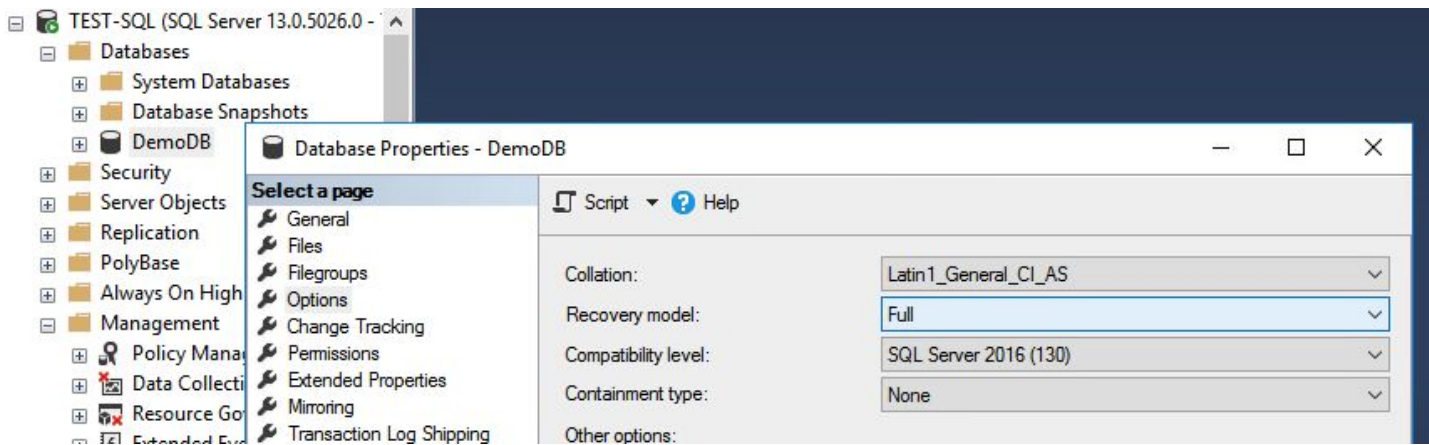 TEST-SQL (SQL Server 13.0.5026.0 -
Databases
System Databases
Database Snapshots
DemoDB
Security
Server Objects
Replication
PolyBase
Always On High
Management
Policy Mana
Data Collecti
Resource Go
Extended Eve
Database Properties - DemoDB
Select a page
General
Files
Filegroups
Options
Change Tracking
Permissions
Extended Properties
Mirroring
Transaction Log Shipping
Script Help
Collation: Latin1_General_CI_AS
Recovery model: Full
Compatibility level: SQL Server 2016 (130)
Containment type: None
Other options: